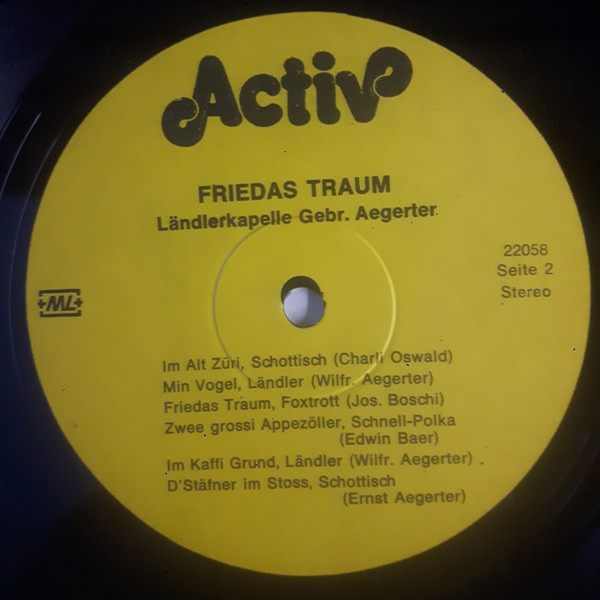 Activ
FRIEDAS TRAUM
Ländlerkapelle Gebr. Aegerter
22058
Seite 2
Stereo
+ML+
Im Alt Züri, Schottisch (Charli Oswald)
Min Vogel, Ländler (Wilfr. Aegerter)
Friedas Traum, Foxtrott (Jos. Boschi)
Zwee grossi Appezöller, Schnell-Polka
(Edwin Baer)
Im Kaffi Grund, Ländler (Wilfr. Aegerter)
D'Stäfner im Stoss, Schottisch
(Ernst Aegerter)